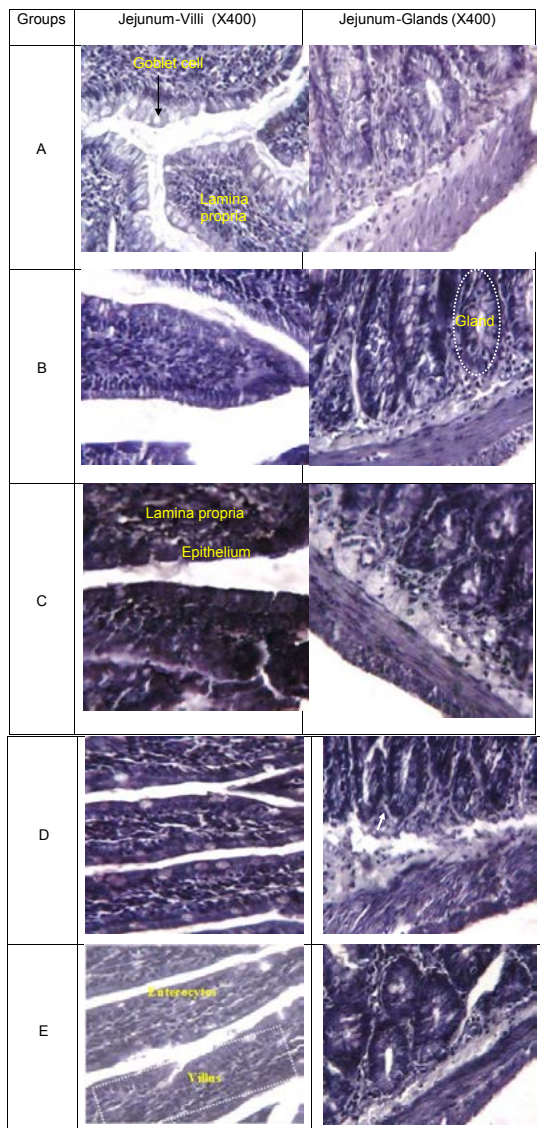 Groups
Jejunum-Villi (X400)
Jejunum-Glands (X400)
A
Goblet cell
Lamina
propria
B
Gland
C
Lamina propria
Epithelium
D
E
Enterocytes
Villus